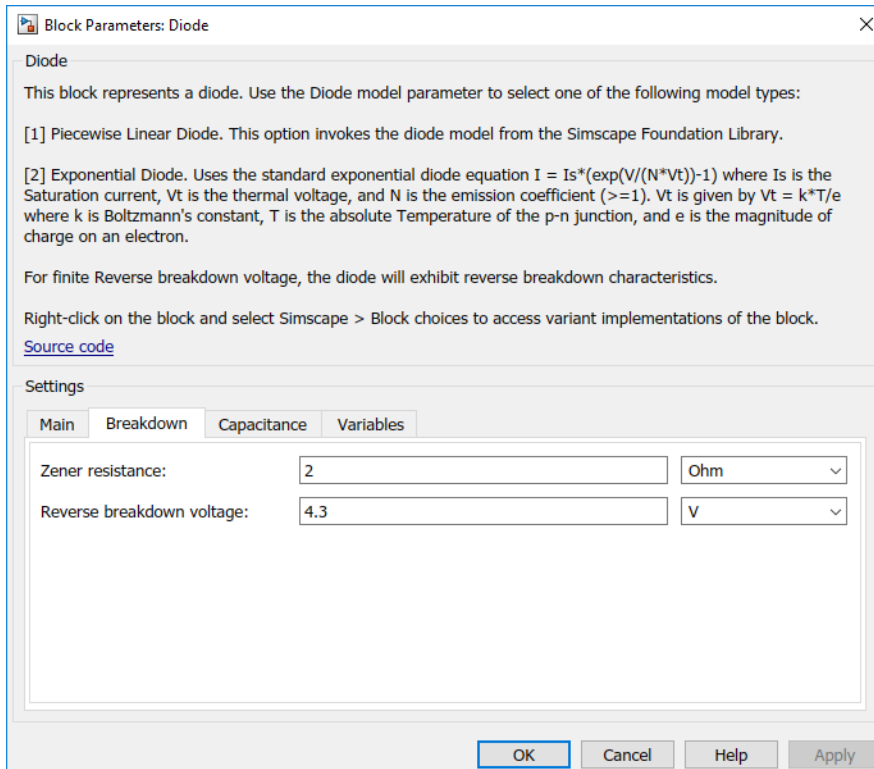 Block Parameters: Diode
Diode
This block represents a diode. Use the Diode model parameter to select one of the following model types:
[1] Piecewise Linear Diode. This option invokes the diode model from the Simscape Foundation Library.
[2] Exponential Diode. Uses the standard exponential diode equation I = Is*(exp(V/(N*Vt))-1) where Is is the
Saturation current, Vt is the thermal voltage, and N is the emission coefficient (>=1). Vt is given by Vt = k*T/e
where k is Boltzmann's constant, T is the absolute Temperature of the p-n junction, and e is the magnitude of
charge on an electron.
For finite Reverse breakdown voltage, the diode will exhibit reverse breakdown characteristics.
Right-click on the block and select Simscape > Block choices to access variant implementations of the block.
Source code
Settings
Main Breakdown Capacitance Variables
Zener resistance: 2 Ohm
Reverse breakdown voltage: 4.3 V
OK Cancel Help Apply